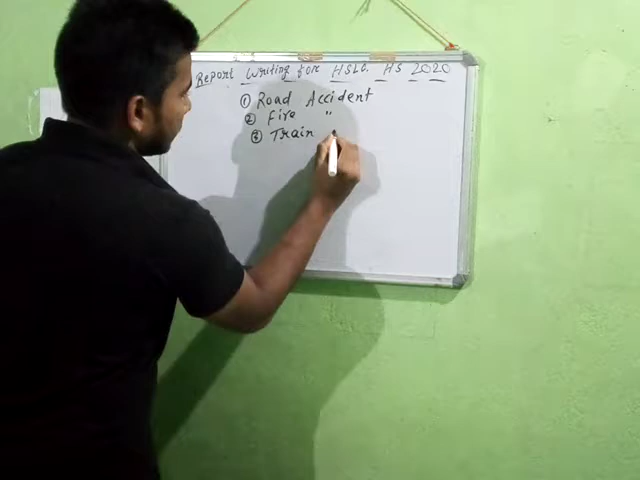 Report Writing for HSLC. HS 2020
① Road Accident
② Fire "
③ Train